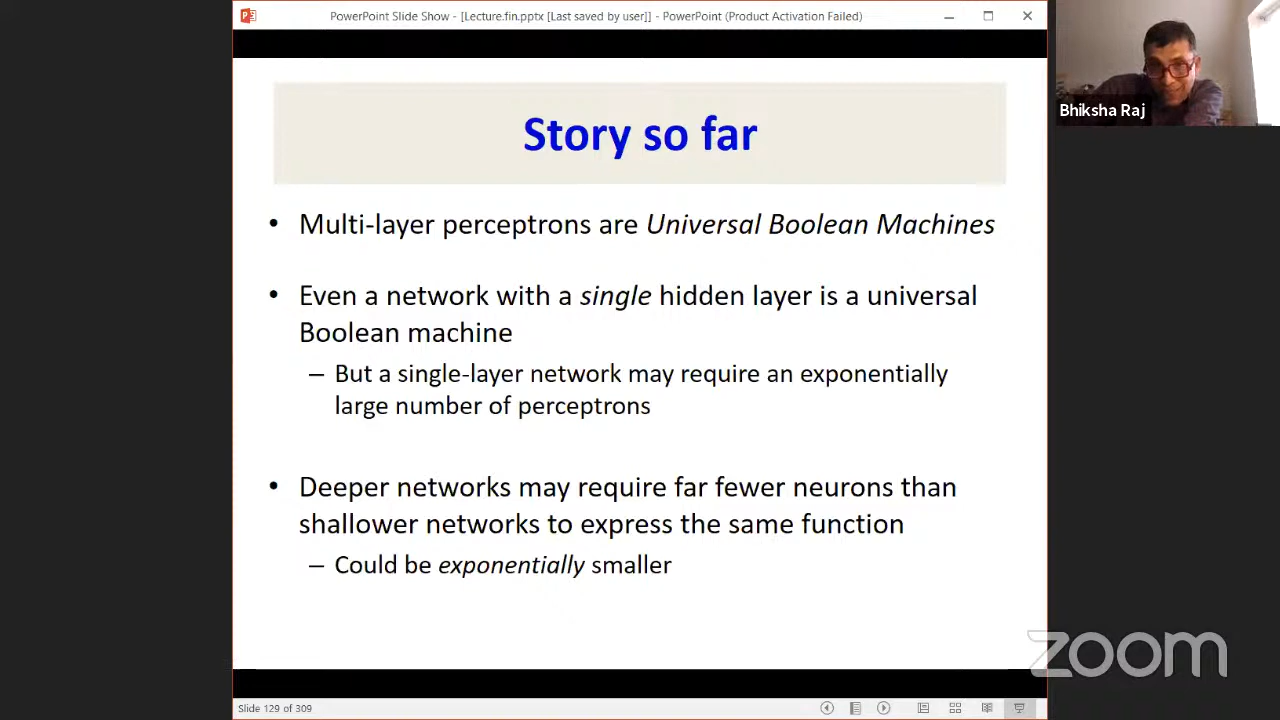 PowerPoint Slide Show - [Lecture.fin.pptx [Last saved by user]] - PowerPoint (Product Activation Failed)
Bhiksha Raj
Story so far
• Multi-layer perceptrons are Universal Boolean Machines
• Even a network with a single hidden layer is a universal
Boolean machine
– But a single-layer network may require an exponentially
large number of perceptrons
• Deeper networks may require far fewer neurons than
shallower networks to express the same function
– Could be exponentially smaller
zoom
Slide 129 of 309